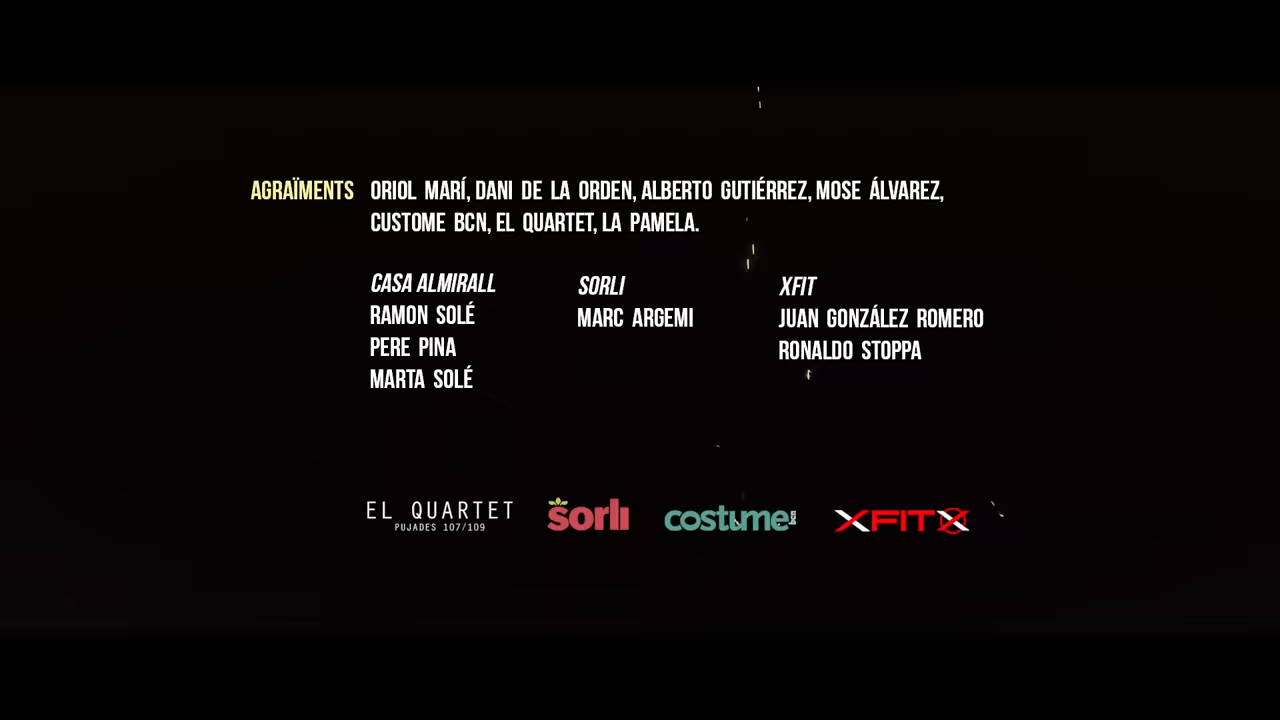 AGRAÏMENTS ORIOL MARÍ, DANI DE LA ORDEN, ALBERTO GUTIÉRREZ, MOSE ÁLVAREZ,
CUSTOME BCN, EL QUARTET, LA PAMELA.
CASA ALMIRALL
RAMON SOLÉ
PERE PINA
MARTA SOLÉ
SORLI
MARC ARGEMI
XFIT
JUAN GONZÁLEZ ROMERO
RONALDO STOPPA
EL QUARTET
PUJADES 107/109
sorli
costume bcn
XFITX